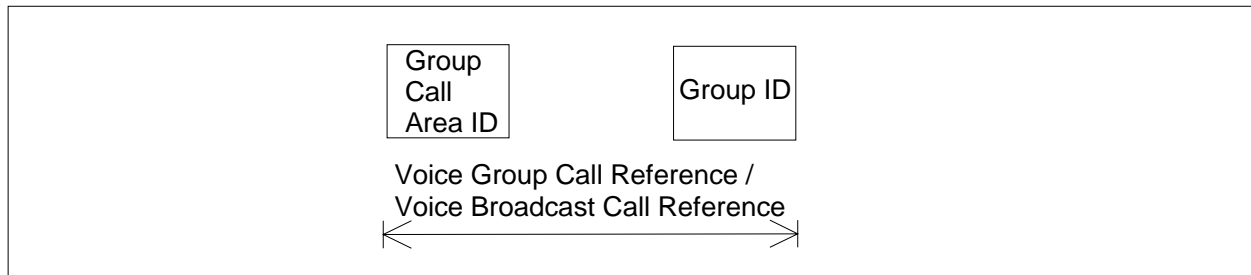 Group
Call
Area ID
Group ID
Voice Group Call Reference /
Voice Broadcast Call Reference